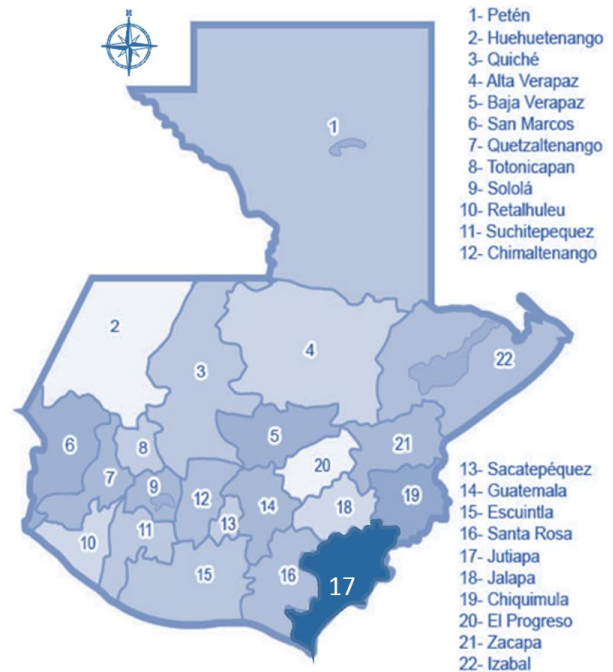 1- Petén
2- Huehuetenango
3- Quiché
4- Alta Verapaz
5- Baja Verapaz
6- San Marcos
7- Quetzaltenango
8- Totonicapan
9- Sololá
10- Retalhuleu
11- Suchitepequez
12- Chimaltenango
1
2
3
4
22
5
21
6
8
20
7
9
12
14
19
13
18
10
11
15
16
17
13- Sacatepéquez
14- Guatemala
15- Escuintla
16- Santa Rosa
17- Jutiapa
18- Jalapa
19- Chiquimula
20- El Progreso
21- Zacapa
22- Izabal